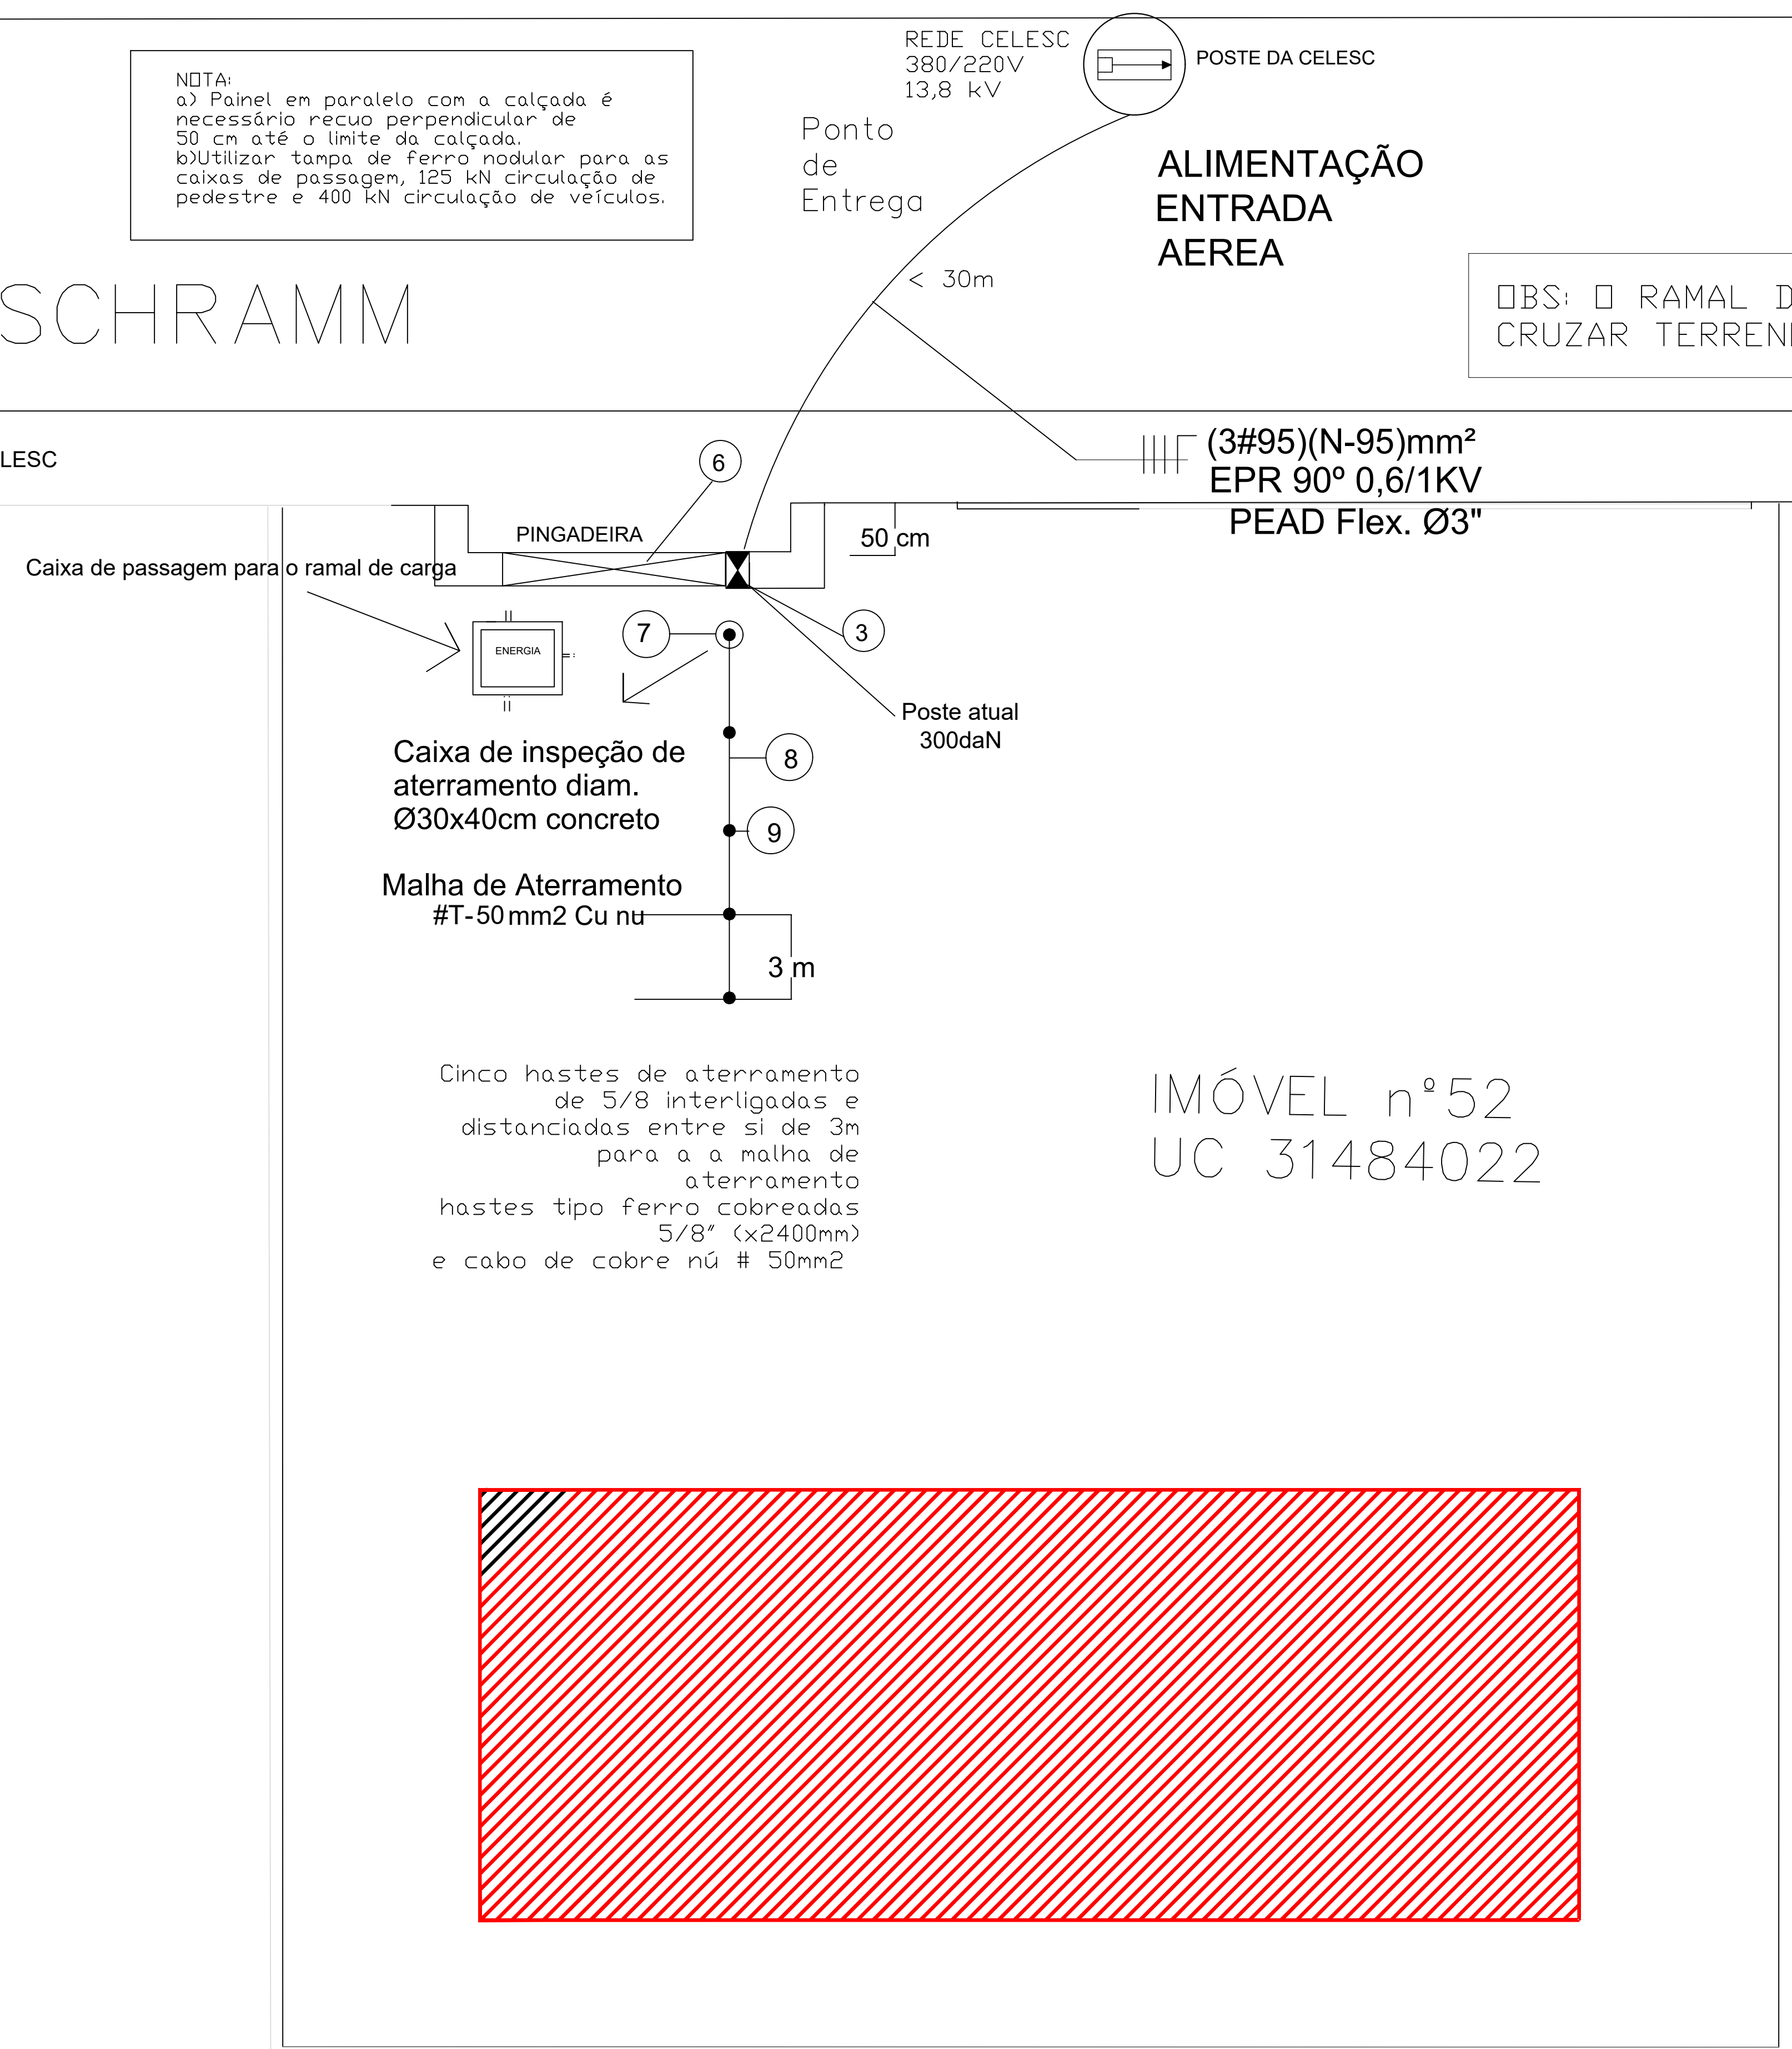 REDE CELESC
380/220V
13,8 kV
POSTE DA CELESC
NOTA:
a) Painel em paralelo com a calçada é
necessário recuo perpendicular de
50 cm até o limite da calçada.
b)Utilizar tampa de ferro nodular para as
caixas de passagem, 125 kN circulação de
pedestre e 400 kN circulação de veículos.
Ponto
de
Entrega
ALIMENTAÇÃO
ENTRADA
AEREA
< 30m
SCHRAMM
OBS: O RAMAL D
CRUZAR TERREN
LESC
6
(3#95)(N-95)mm²
EPR 90º 0,6/1KV
PEAD Flex. Ø3"
PINGADEIRA
50 cm
Caixa de passagem para o ramal de carga
ENERGIA
7
3
Poste atual
300daN
Caixa de inspeção de
aterramento diam.
Ø30x40cm concreto
8
9
Malha de Aterramento
#T-50mm2 Cu nu
3 m
Cinco hastes de aterramento
de 5/8 interligadas e
distanciadas entre si de 3m
para a a malha de
aterramento
hastes tipo ferro cobreadas
5/8" (x2400mm)
e cabo de cobre nú # 50mm2
IMÓVEL nº52
UC 31484022